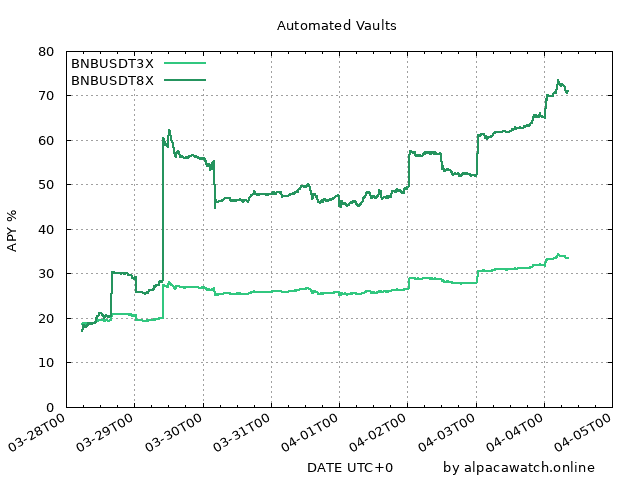 Automated Vaults
BNBUSDT3X
BNBUSDT8X
APY %
80
70
60
50
40
30
20
10
0
03-28T00
03-29T00
03-30T00
03-31T00
04-01T00
04-02T00
04-03T00
04-04T00
04-05T00
DATE UTC+0
by alpacawatch.online